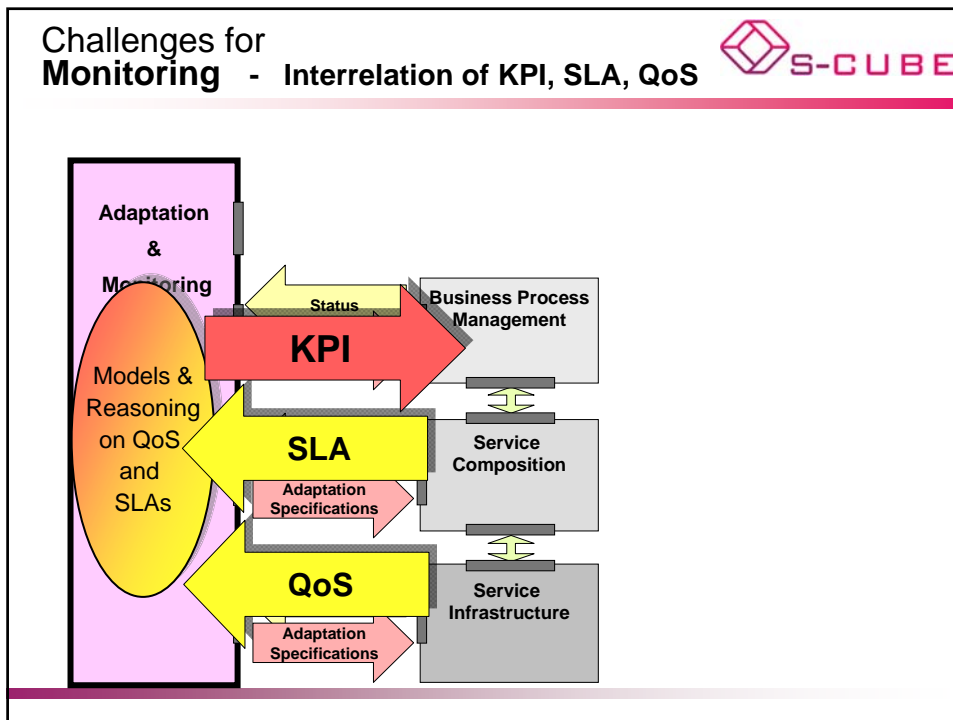 Challenges for
Monitoring - Interrelation of KPI, SLA, QoS
S-CUBE
Adaptation
&
Monitoring
Status
KPI
Business Process
Management
Models &
Reasoning
on QoS
and
SLAs
SLA
Adaptation
Specifications
Service
Composition
QoS
Adaptation
Specifications
Service
Infrastructure